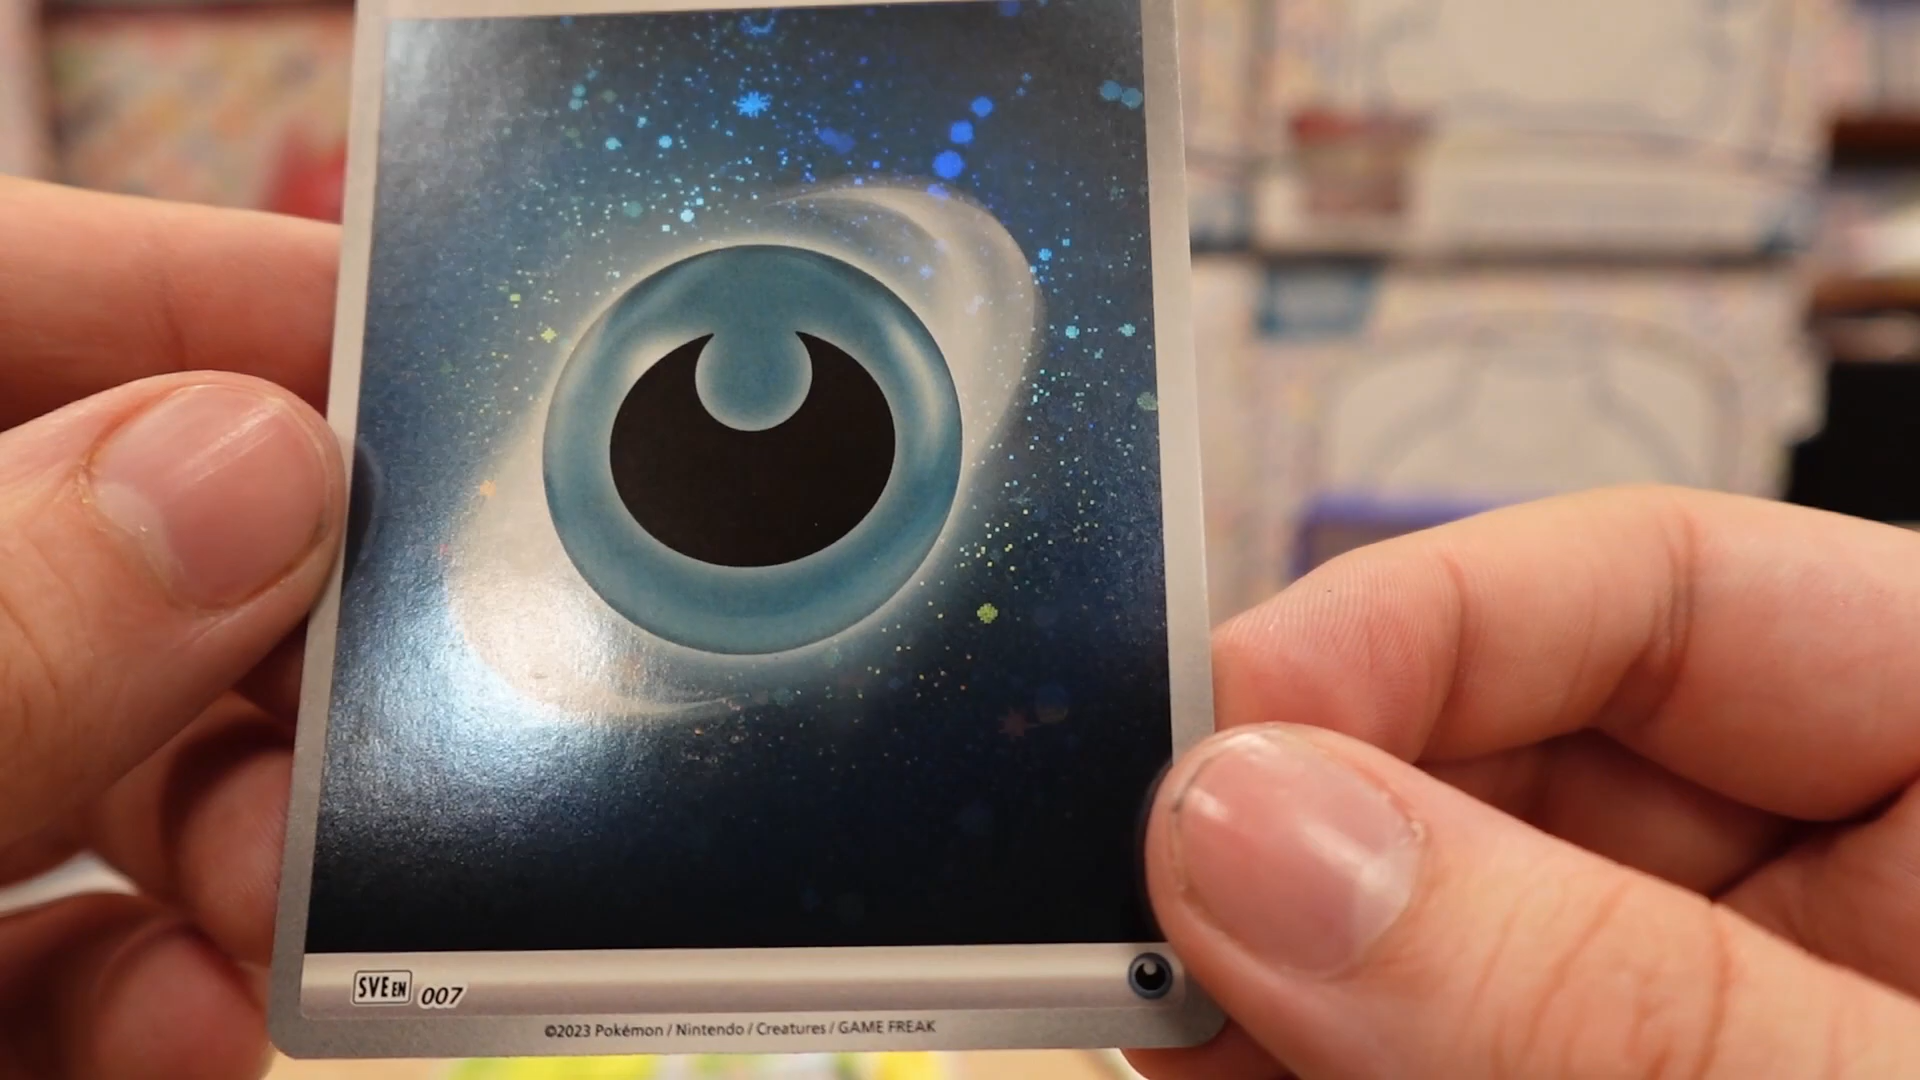 SVE EN 007
©2023 Pokémon / Nintendo / Creatures / GAME FREAK